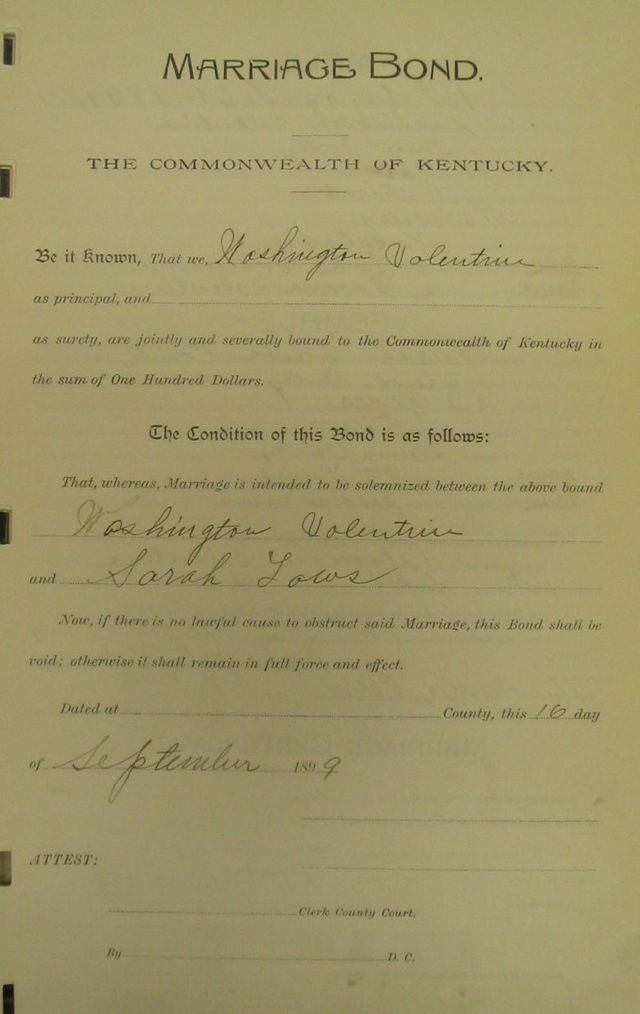 MARRIAGE BOND.
THE COMMONWEALTH OF KENTUCKY.
Be it Known, That we, Washington Valentine
as principal, and
as surety, are jointly and severally bound to the Commonwealth of Kentucky in
the sum of One Hundred Dollars.
The Condition of this Bond is as follows:
That, whereas, Marriage is intended to be solemnized between the above bound
Washington Valentine
and Sarah
Now, if there is no lawful cause to obstruct said Marriage, this Bond shall be
void; otherwise it shall remain in full force and effect.
Dated at County, this 16 day
of September 1899
ATTEST:
Clerk County Court.
By D. C.